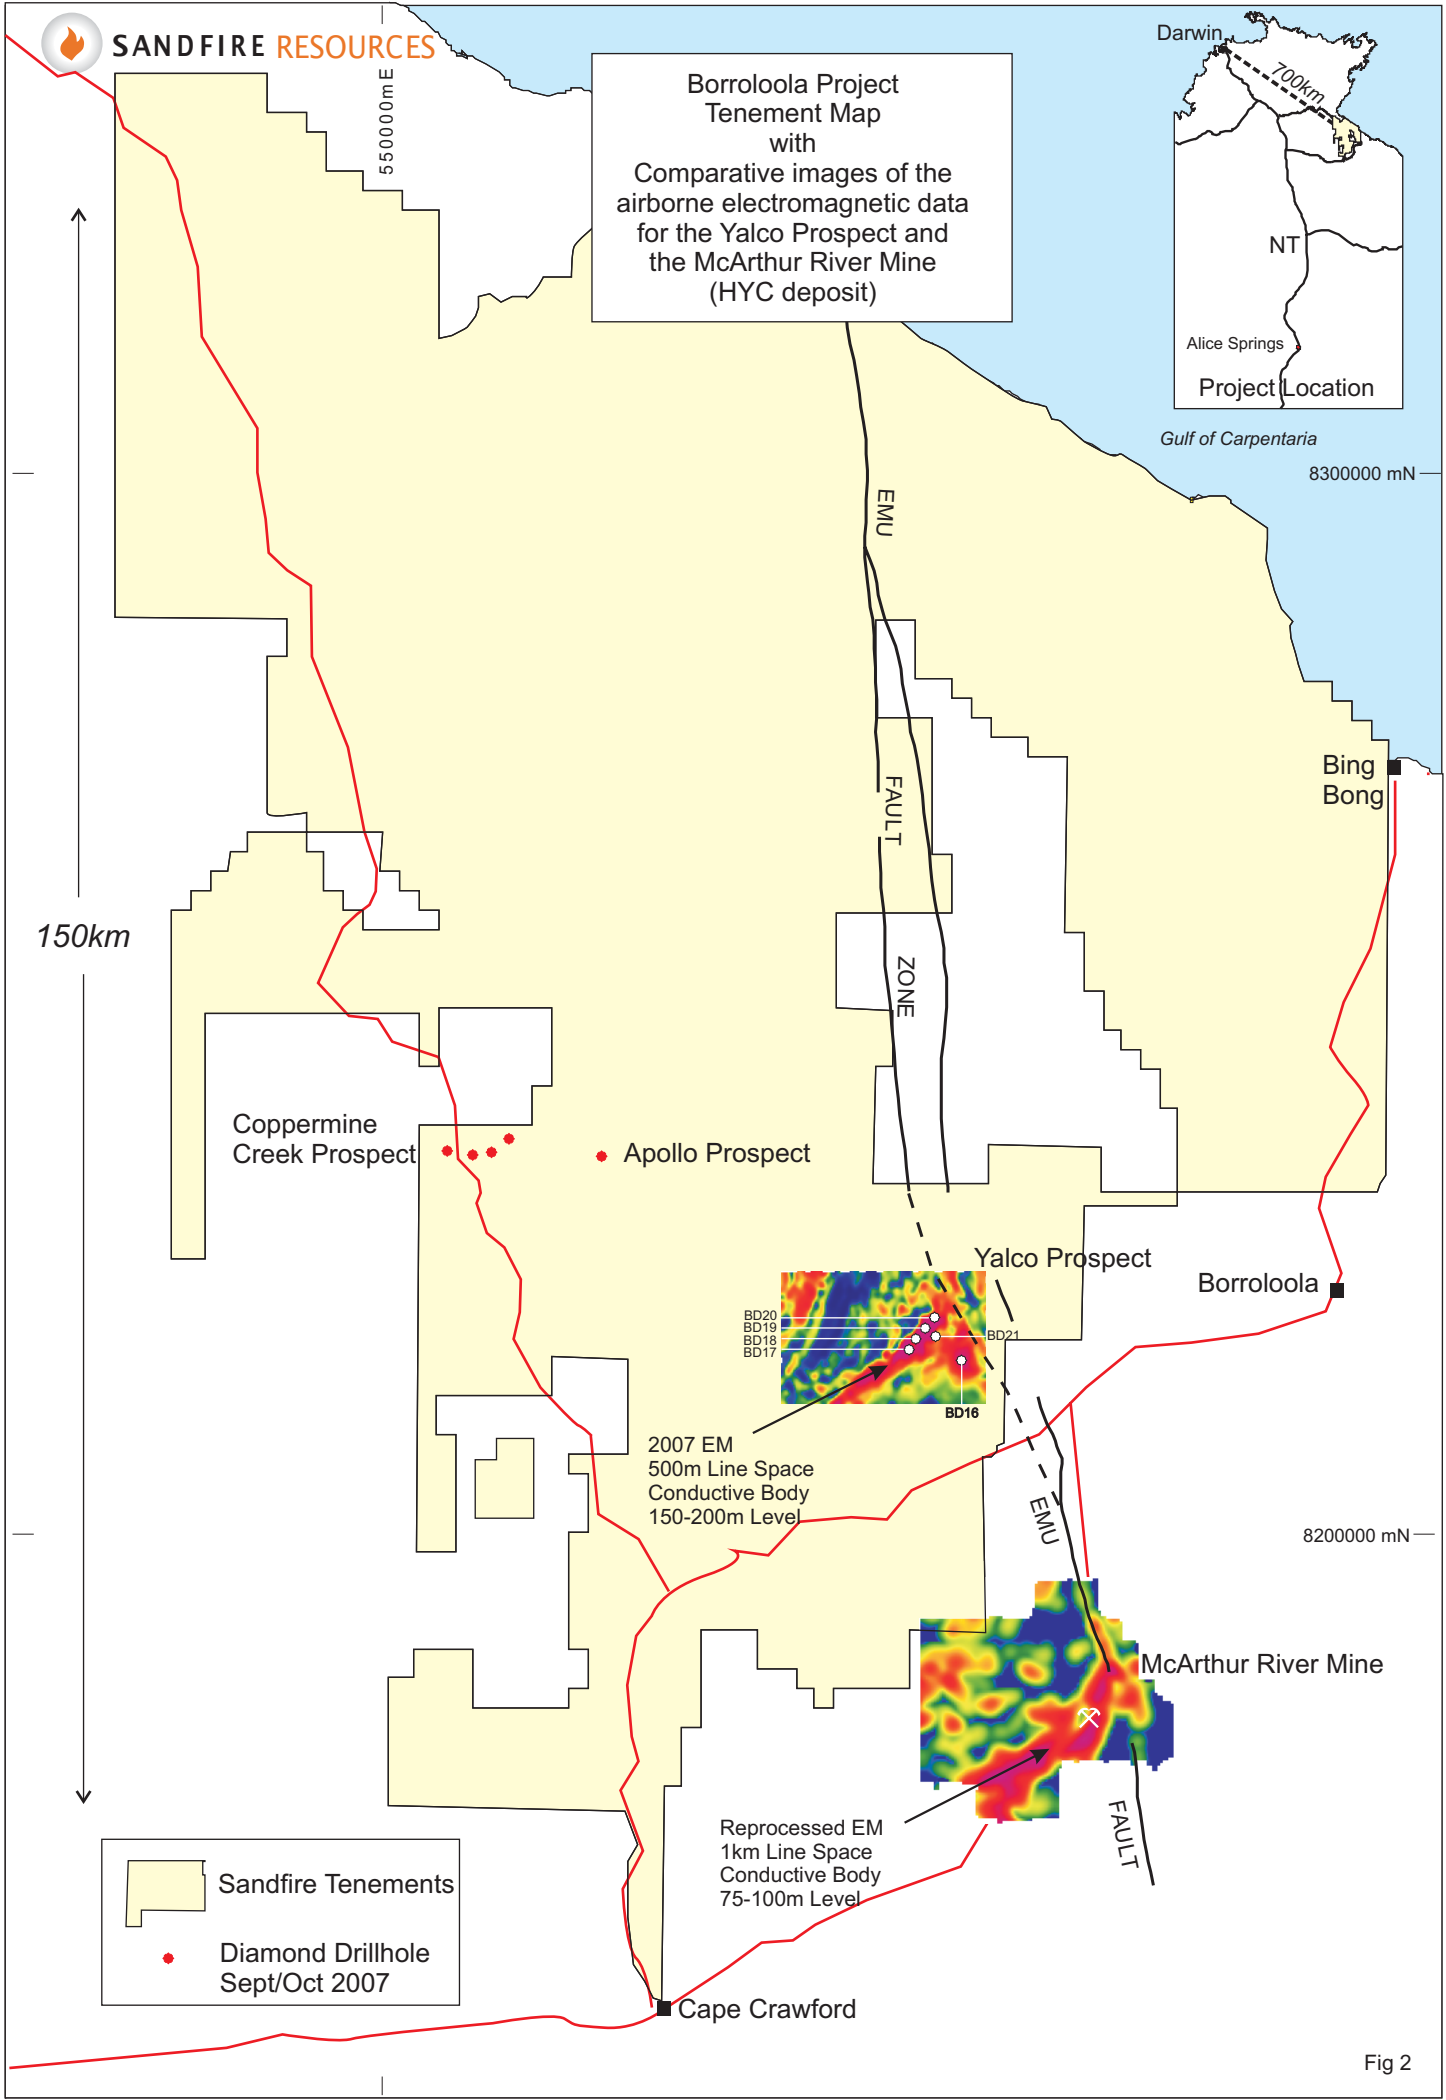 SANDFIRE RESOURCES
550000mE
Borroloola Project
Tenement Map
with
Comparative images of the
airborne electromagnetic data
for the Yalco Prospect and
the McArthur River Mine
(HYC deposit)
Darwin
700km
NT
Alice Springs
Project Location
Gulf of Carpentaria
8300000 mN
EMU
FAULT
ZONE
Bing
Bong
150km
Coppermine
Creek Prospect
Apollo Prospect
Yalco Prospect
Borroloola
BD20
BD19
BD18
BD17
BD21
BD16
2007 EM
500m Line Space
Conductive Body
150-200m Level
EMU
8200000 mN
McArthur River Mine
Reprocessed EM
1km Line Space
Conductive Body
75-100m Level
FAULT
Sandfire Tenements
Diamond Drillhole
Sept/Oct 2007
Cape Crawford
Fig 2